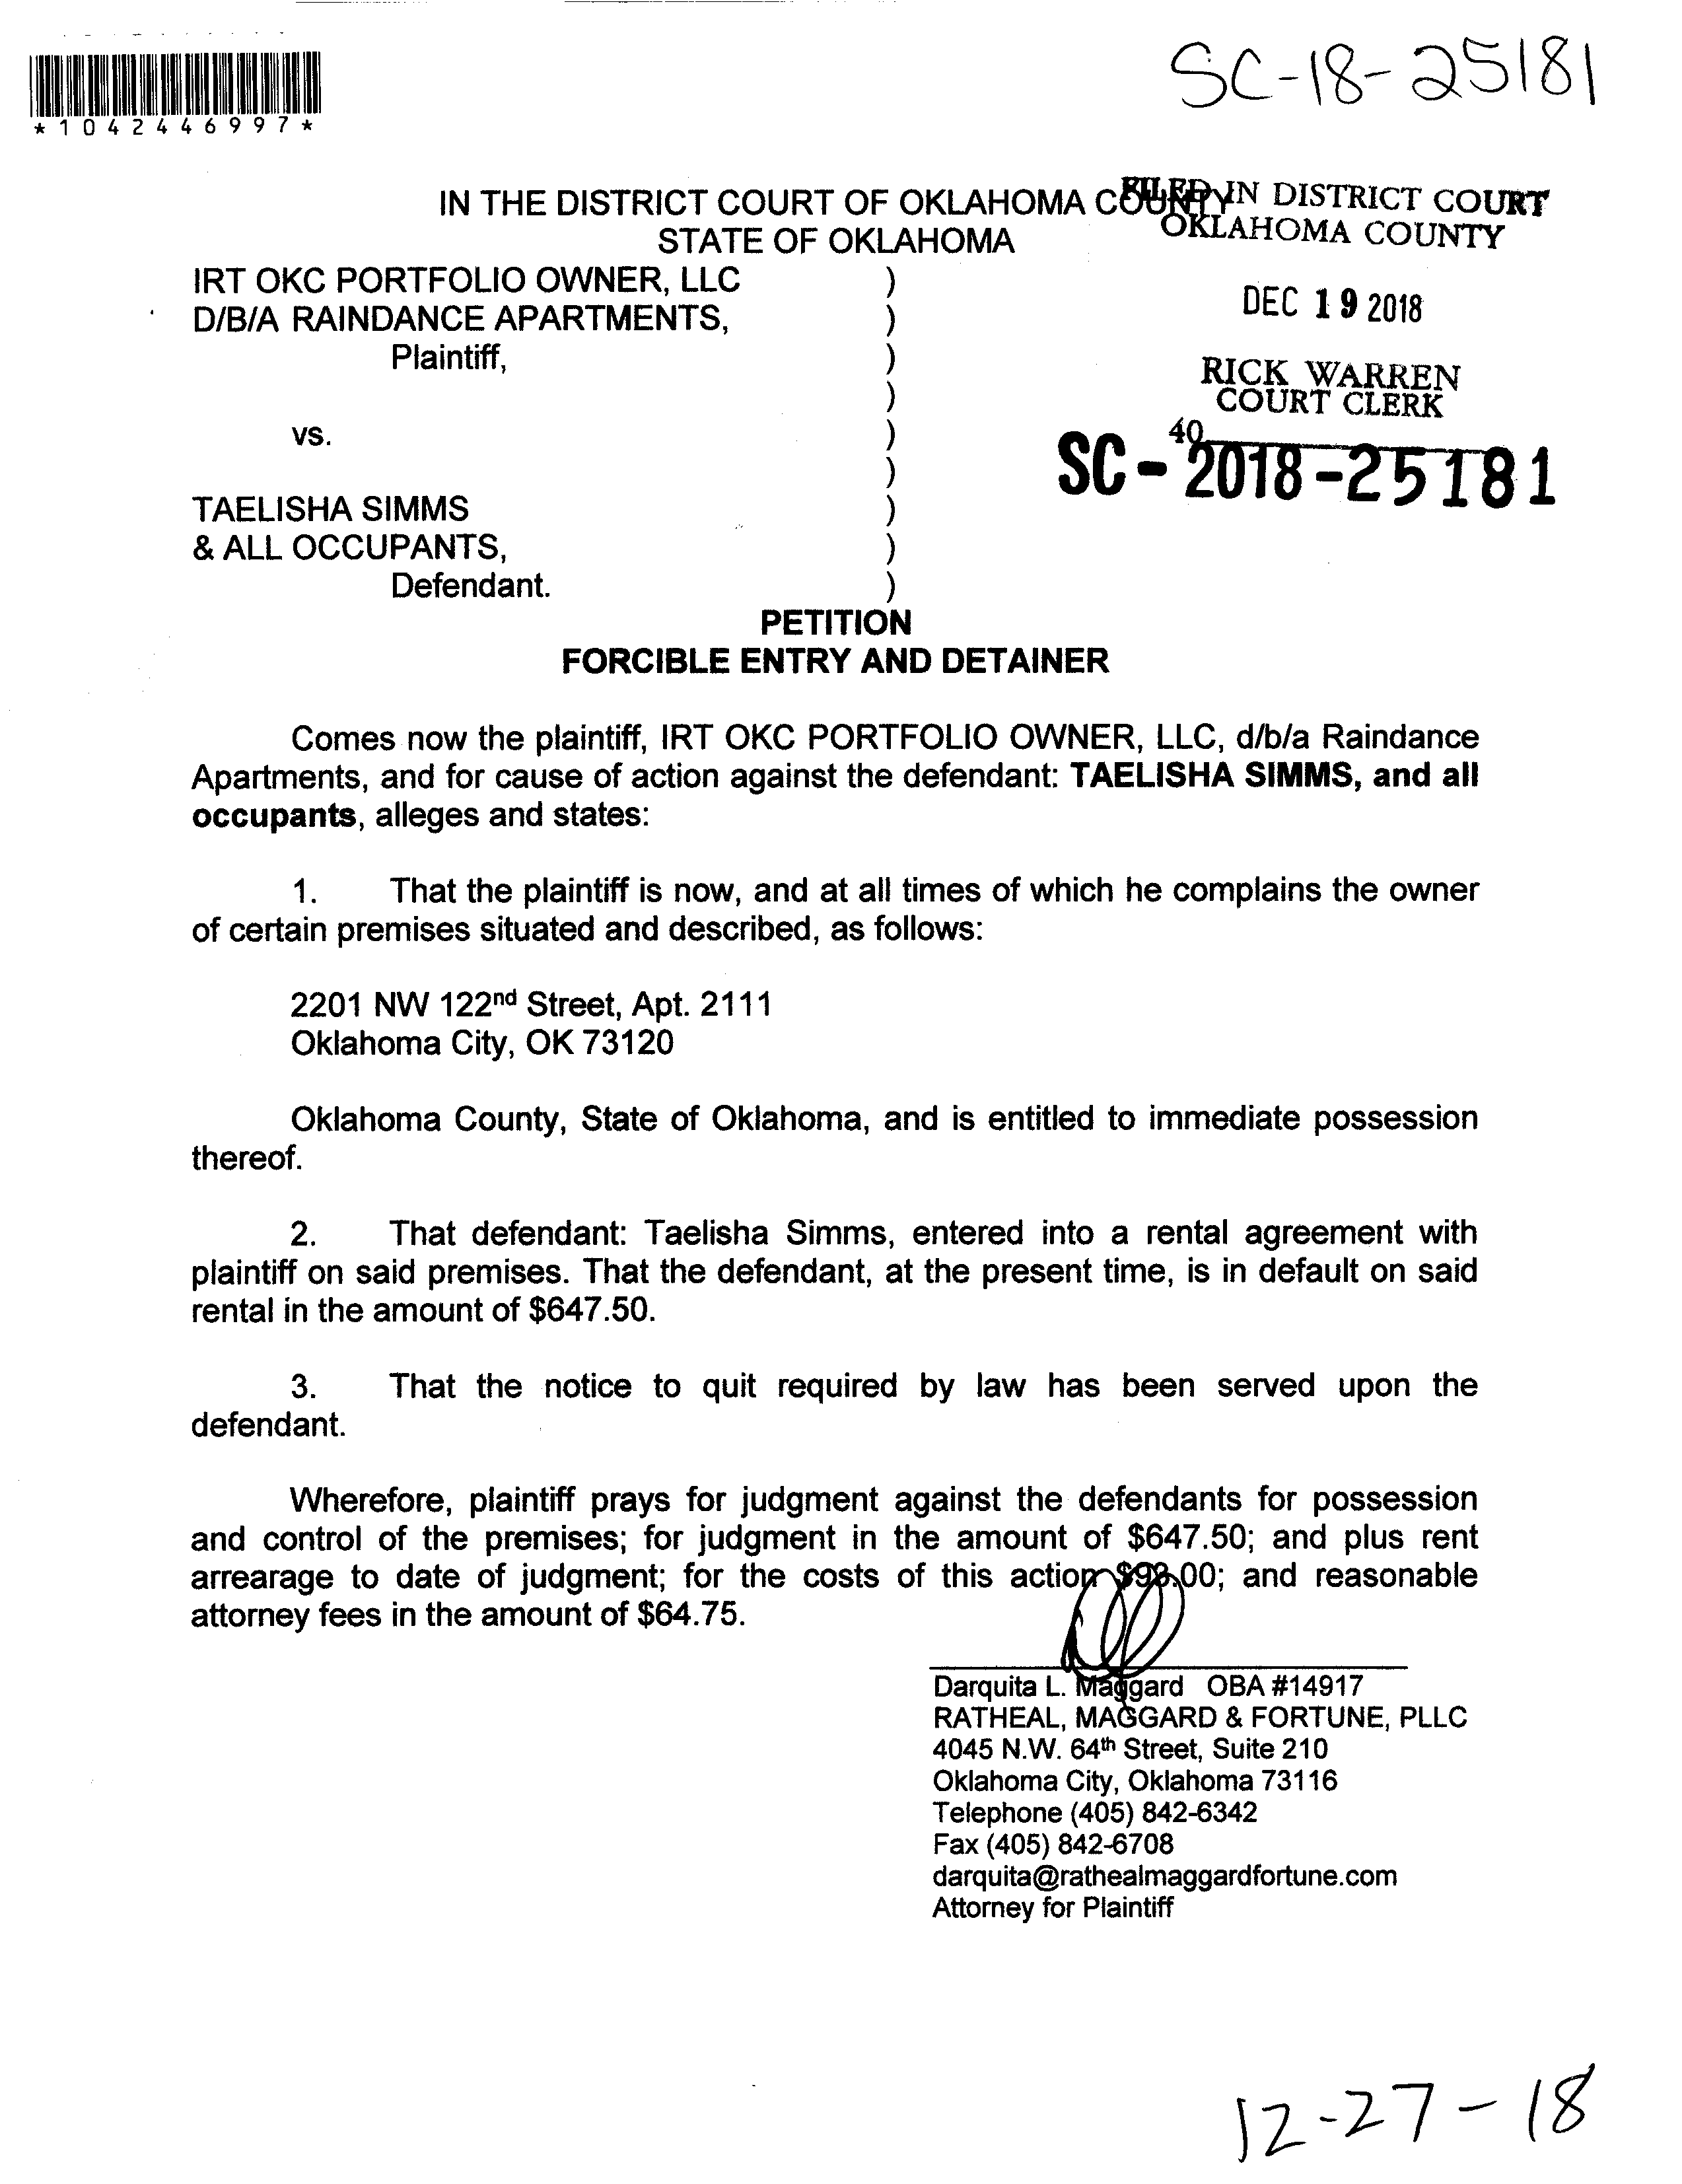 SC-18-25181
*1042446997*
IN THE DISTRICT COURT OF OKLAHOMA COUNTY
STATE OF OKLAHOMA
FILED IN DISTRICT COURT
OKLAHOMA COUNTY
IRT OKC PORTFOLIO OWNER, LLC )
D/B/A RAINDANCE APARTMENTS, )
Plaintiff, )
)
vs. )
)
TAELISHA SIMMS )
& ALL OCCUPANTS, )
Defendant. )
DEC 19 2018
RICK WARREN
COURT CLERK
40
SC-2018-25181
PETITION
FORCIBLE ENTRY AND DETAINER
Comes now the plaintiff, IRT OKC PORTFOLIO OWNER, LLC, d/b/a Raindance
Apartments, and for cause of action against the defendant: TAELISHA SIMMS, and all
occupants, alleges and states:
1. That the plaintiff is now, and at all times of which he complains the owner
of certain premises situated and described, as follows:
2201 NW 122nd Street, Apt. 2111
Oklahoma City, OK 73120
Oklahoma County, State of Oklahoma, and is entitled to immediate possession
thereof.
2. That defendant: Taelisha Simms, entered into a rental agreement with
plaintiff on said premises. That the defendant, at the present time, is in default on said
rental in the amount of $647.50.
3. That the notice to quit required by law has been served upon the
defendant.
Wherefore, plaintiff prays for judgment against the defendants for possession
and control of the premises; for judgment in the amount of $647.50; and plus rent
arrearage to date of judgment; for the costs of this action and reasonable
attorney fees in the amount of $64.75.
Darquita L. Maggard OBA #14917
RATHEAL, MAGGARD & FORTUNE, PLLC
4045 N.W. 64th Street, Suite 210
Oklahoma City, Oklahoma 73116
Telephone (405) 842-6342
Fax (405) 842-6708
darquita@rathealmaggardfortune.com
Attorney for Plaintiff
12-27-18